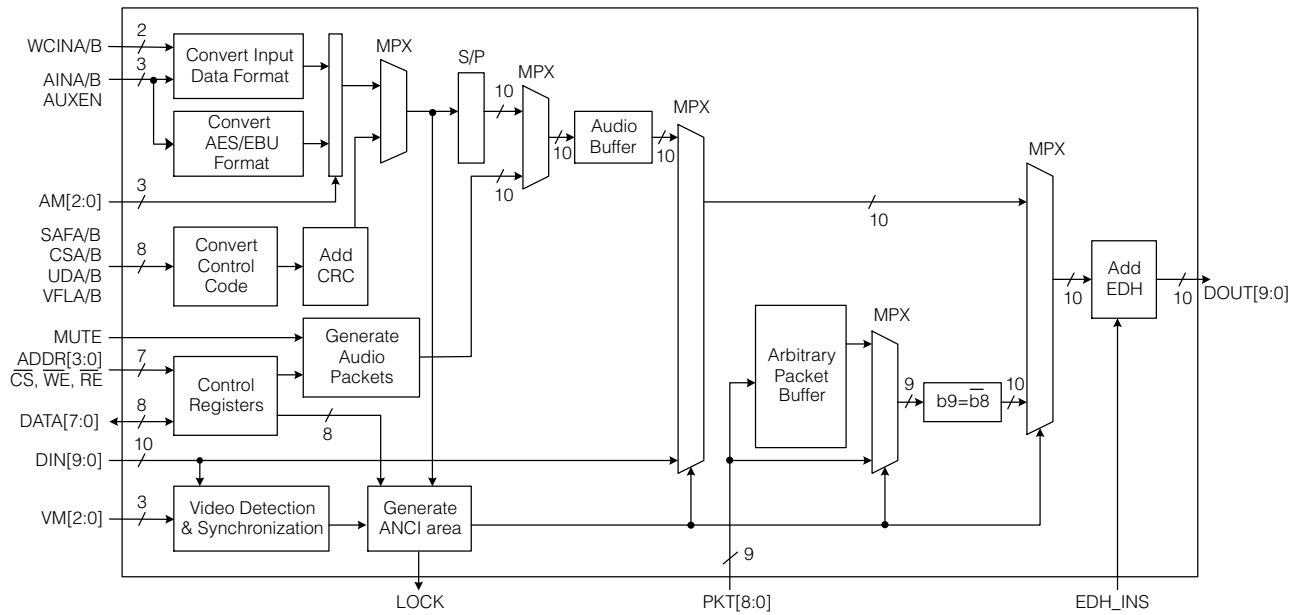 WCINA/B
2
AINA/B
3
AUXEN
Convert Input
Data Format
Convert
AES/EBU
Format
MPX
S/P
10
MPX
10
10
Audio
Buffer
10
MPX
AM[2:0]
3
SAFA/B
CSA/B
UDA/B
VFLA/B
8
Convert
Control
Code
Add
CRC
10
MPX
10
Add
EDH
10
DOUT[9:0]
MUTE
ADDR[3:0]
C̅S̅, W̅E̅, R̅E̅
7
DATA[7:0]
8
Control
Registers
Generate
Audio
Packets
8
Arbitrary
Packet
Buffer
MPX
9
b9=b̅8̅
10
DIN[9:0]
10
VM[2:0]
3
Video Detection
& Synchronization
Generate
ANCI area
9
LOCK
PKT[8:0]
EDH_INS